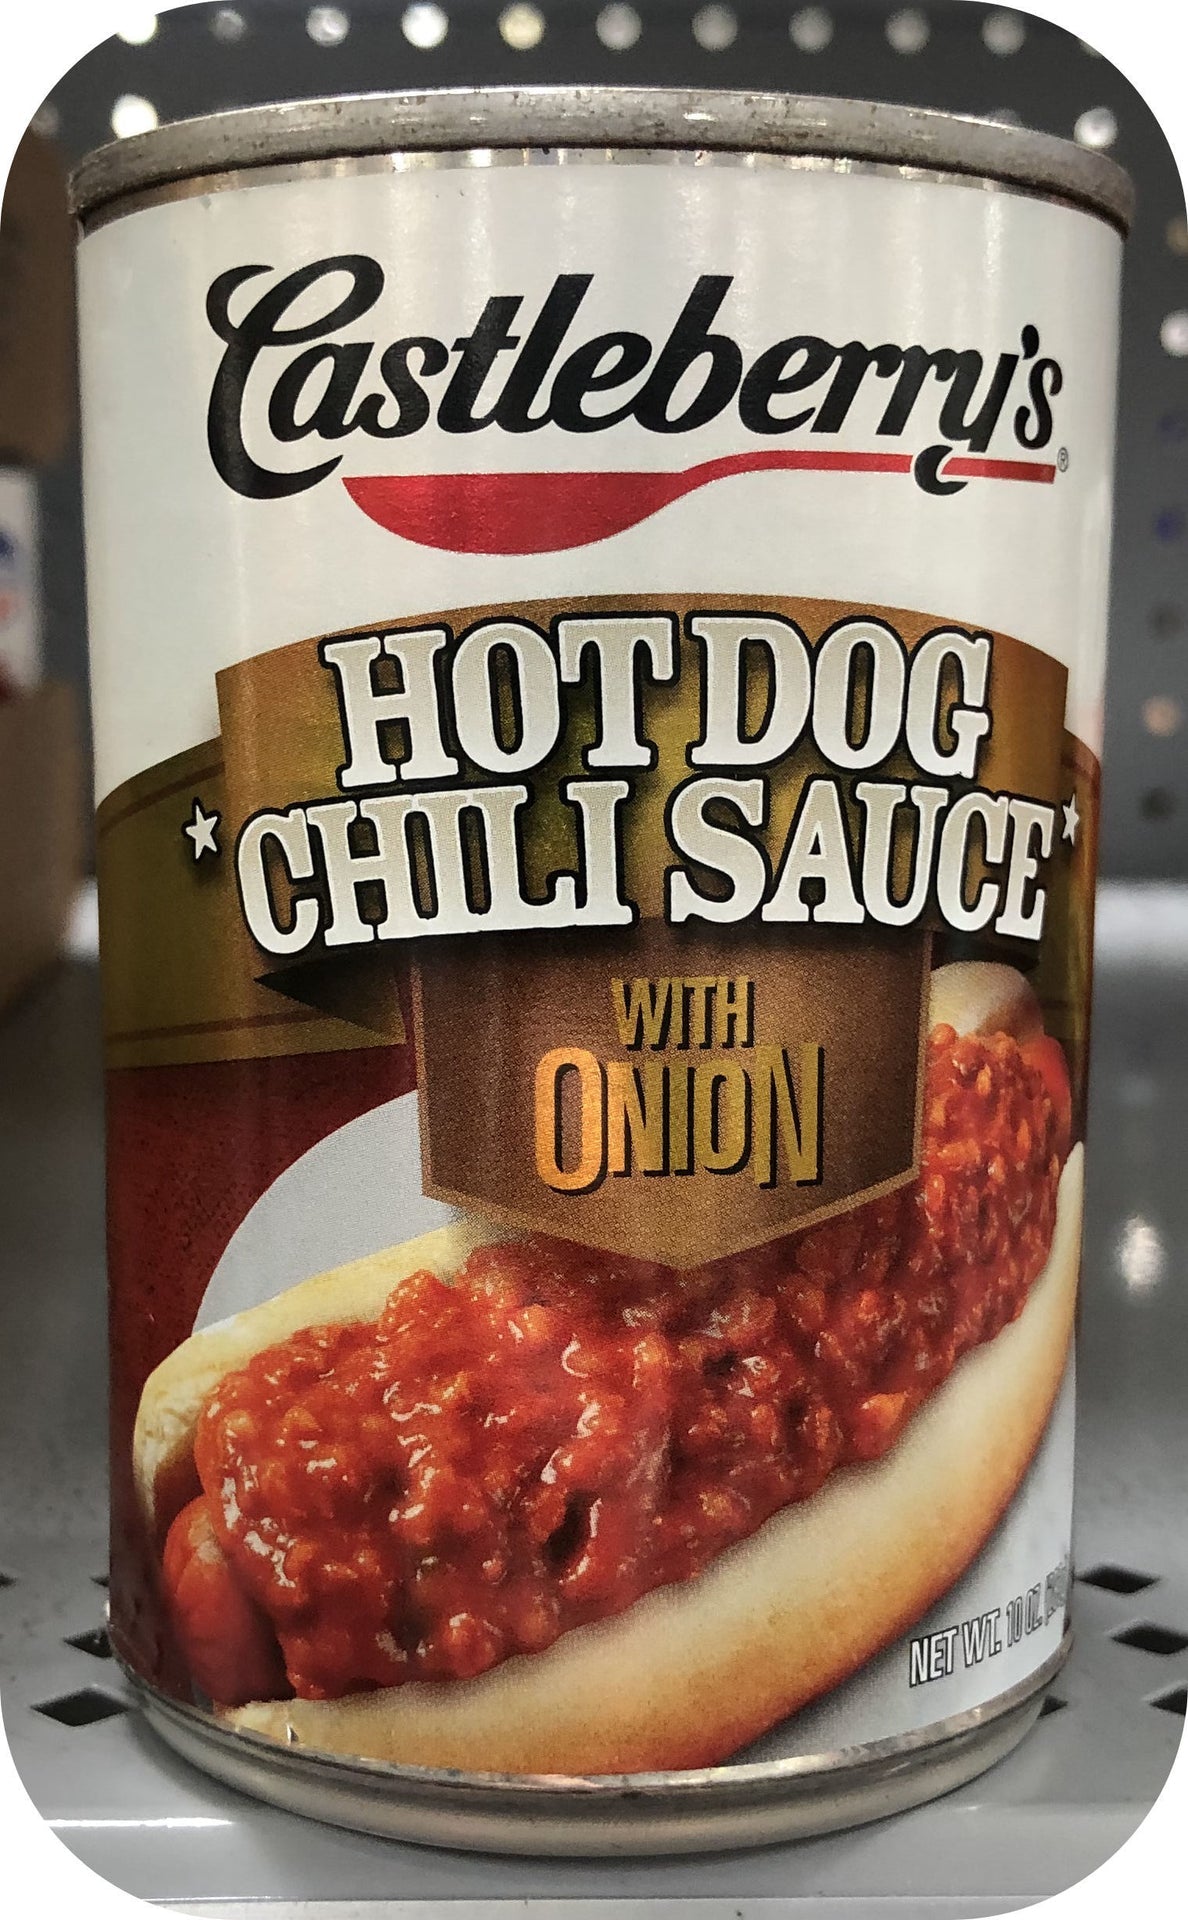 Castleberry's®
HOT DOG
CHILI SAUCE
WITH
ONION
NET WT. 10 OZ.